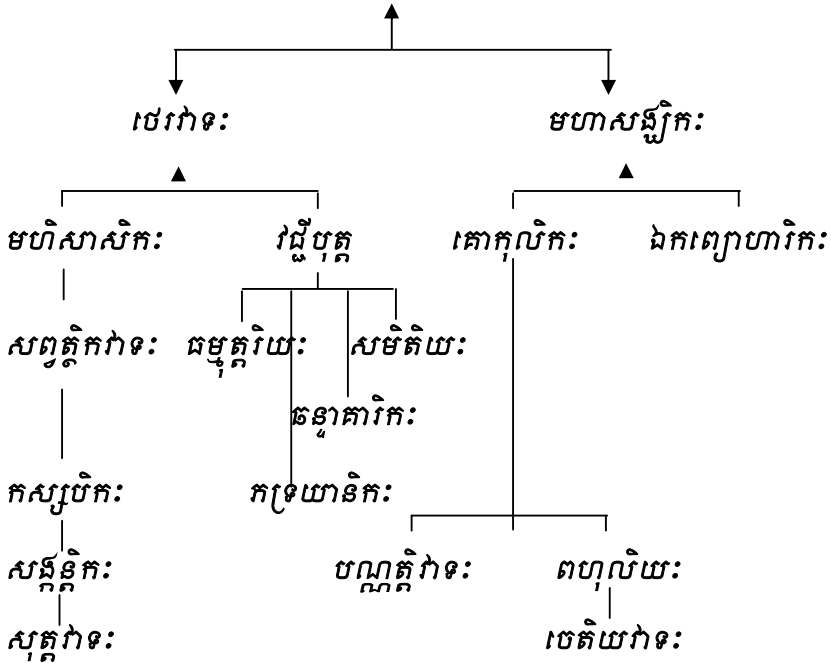 ថេរវាទៈ មហាសង្ឃិកៈ
មហិសាសិកៈ វជ្ជីបុត្ត គោកុលិកៈ ឯកព្យោហារិកៈ
សព្វត្ថិកវាទៈ ធម្មុត្តរិយៈ សមិតិយៈ
ឆន្ទាគារិកៈ
កស្សបិកៈ ភទ្រយានិកៈ
សង្កន្តិកៈ បណ្ណត្តិវាទៈ ពហុលិយៈ
សុត្តវាទៈ ចេតិយវាទៈ